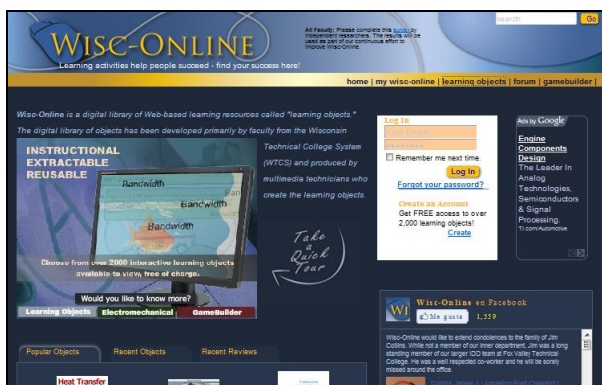 WISC-ONLINE
Learning activities help people succeed - find your success here!
All Faculty: Please complete this survey by
independent researchers. The results will be
used as part of our continuous effort to
improve Wisc-Online.
search
Go
home | my wisc-online | learning objects | forum | gamebuilder |
Wisc-Online is a digital library of Web-based learning resources called "learning objects."
The digital library of objects has been developed primarily by faculty from the Wisconsin
Technical College System
(WTCS) and produced by
multimedia technicians who
create the learning objects.
INSTRUCTIONAL
EXTRACTABLE
REUSABLE
Bandwidth
Bandwidth
Bandwidth
Choose from over 2000 interactive learning objects
available to view, free of charge.
Would you like to know more?
Learning Objects
Electromechanical
GameBuilder
Take
a
Quick
Tour
Log In
Remember me next time.
Log In
Forgot your password?
Create an Account
Get FREE access to over
2,000 learning objects!
Create
Ads by Google
Engine
Components
Design
The Leader In
Analog
Technologies,
Semiconductors
& Signal
Processing.
TI.com/Automotive
Wisc-Online on Facebook
Me gusta
1,559
Wisc-Online would like to extend condolences to the family of Jim
Collins. While not a member of our inner department, Jim was a long
standing member of our larger IDD team at Fox Valley Technical
College. He was a well respected co-worker and he will be sorely
missed around the office.
Popular Objects
Recent Objects
Recent Reviews
Heat Transfer